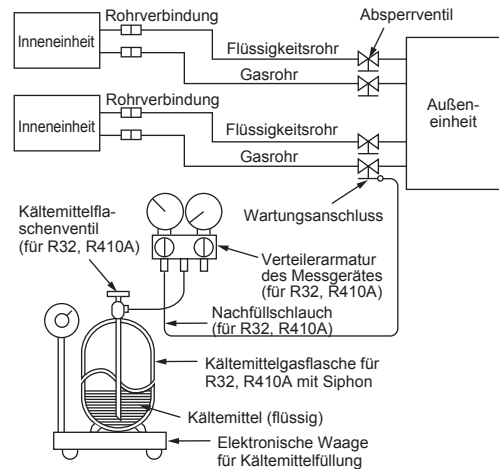 Absperrventil
Rohrverbindung
Inneneinheit
Flüssigkeitsrohr
Gasrohr
Außen-
einheit
Rohrverbindung
Inneneinheit
Flüssigkeitsrohr
Gasrohr
Wartungsanschluss
Kältemittelfla-
schenventil
(für R32, R410A)
Verteilerarmatur
des Messgerätes
(für R32, R410A)
Nachfüllschlauch
(für R32, R410A)
Kältemittelgasflasche für
R32, R410A mit Siphon
Kältemittel (flüssig)
Elektronische Waage
für Kältemittelfüllung